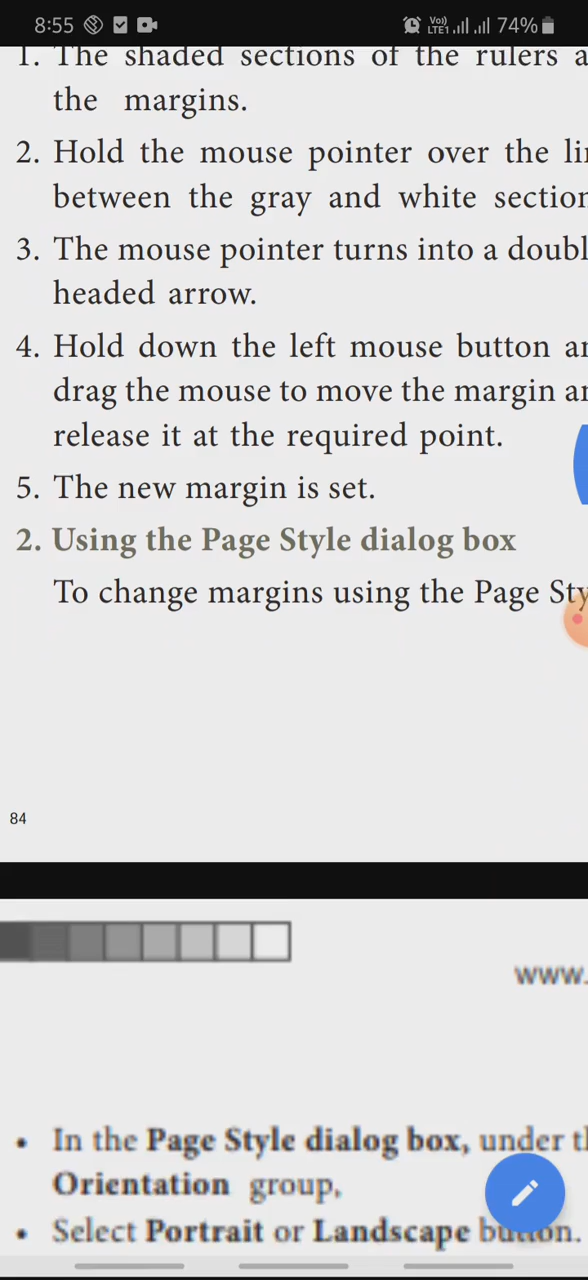 8:55
Vo)) LTE1 74%
1. The shaded sections of the rulers
the margins.
2. Hold the mouse pointer over the
between the gray and white
3. The mouse pointer turns into a
headed arrow.
4. Hold down the left mouse button
drag the mouse to move the margin
release it at the required point.
5. The new margin is set.
2. Using the Page Style dialog box
To change margins using the Page
84
www.
• In the Page Style dialog box, under
Orientation group,
• Select Portrait or Landscape button.